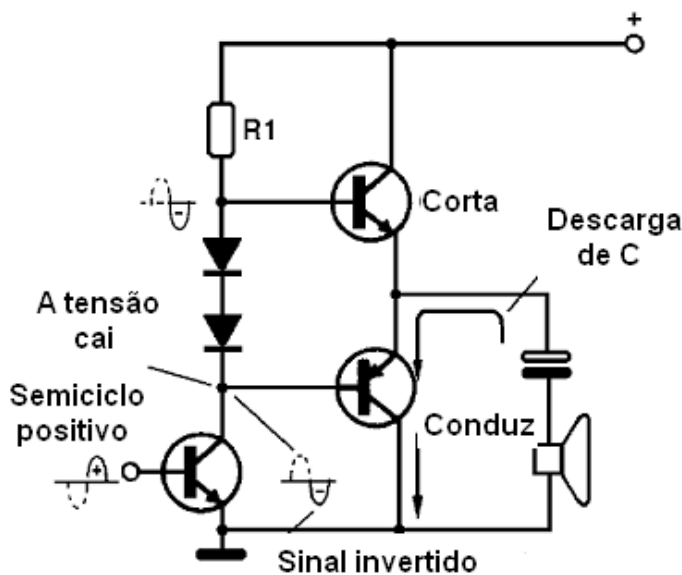 +
R1
Corta
Descarga
de C
-
A tensão
cai
Semiciclo
positivo
Conduz
+
-
Sinal invertido